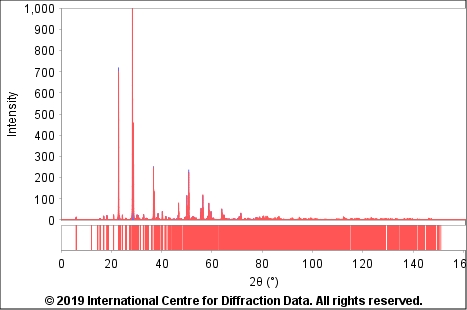 1,000
900
800
700
600
500
400
300
200
100
0
Intensity
0 20 40 60 80 100 120 140 16
2θ (°)
© 2019 International Centre for Diffraction Data. All rights reserved.